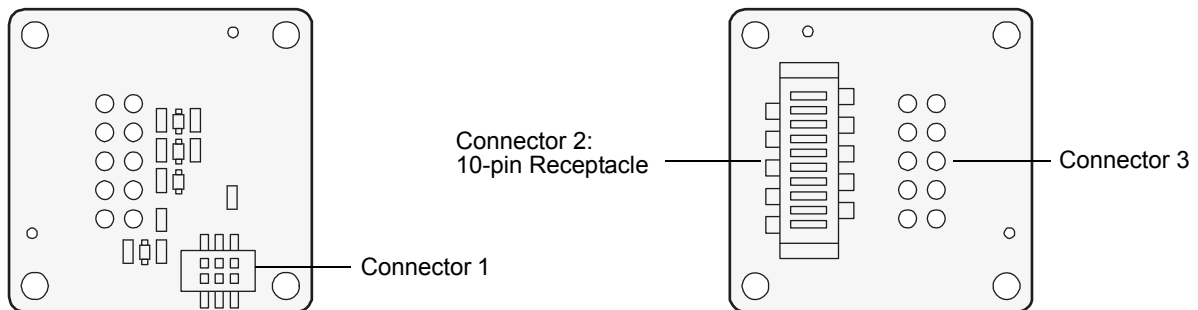 Connector 2:
10-pin Receptacle
Connector 3
Connector 1